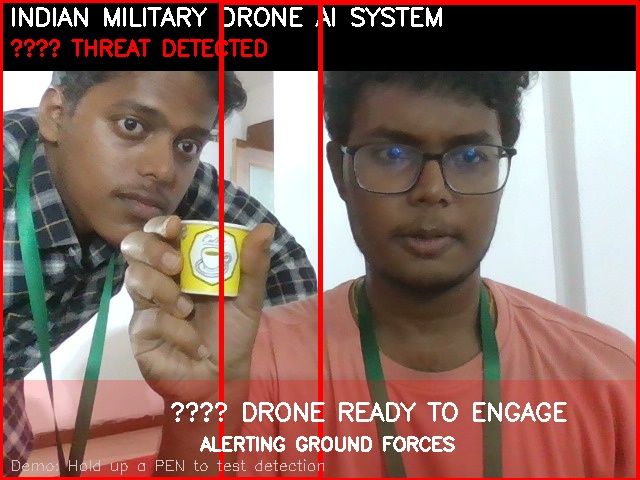 INDIAN MILITARY DRONE AI SYSTEM
???? THREAT DETECTED
???? DRONE READY TO ENGAGE
ALERTING GROUND FORCES
Demo: Hold up a PEN to test detection